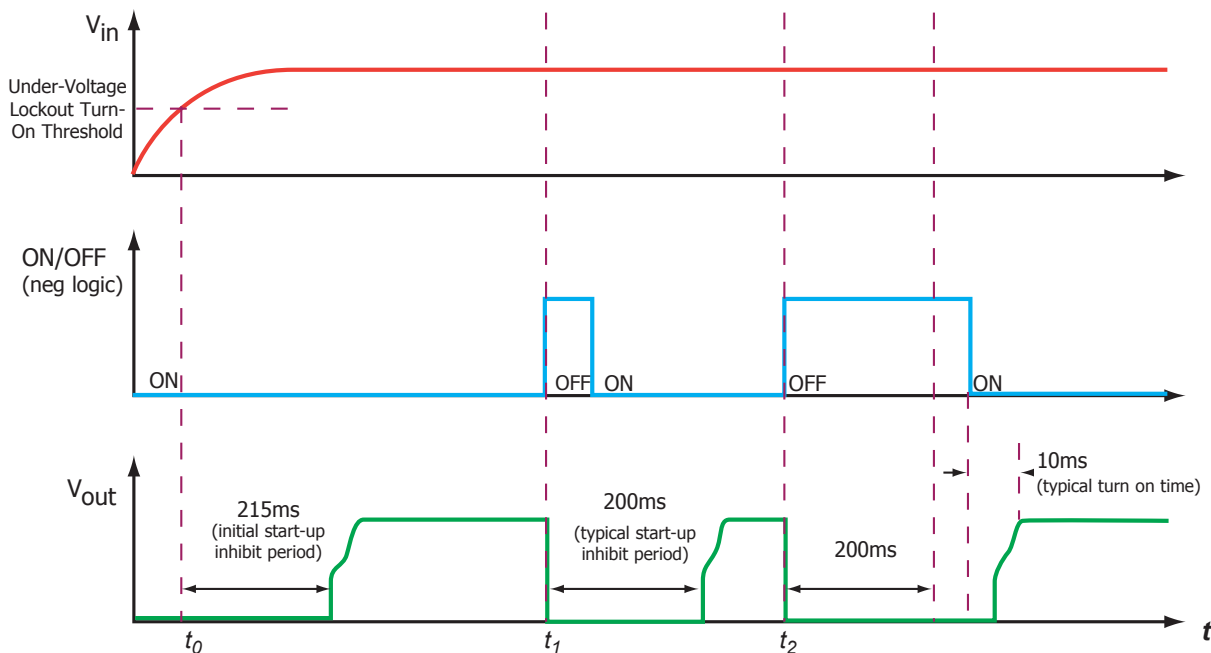 Vin
Under-Voltage
Lockout Turn-
On Threshold
ON/OFF
(neg logic)
ON
OFF
ON
OFF
ON
Vout
215ms
(initial start-up
inhibit period)
200ms
(typical start-up
inhibit period)
200ms
10ms
(typical turn on time)
t0
t1
t2
t